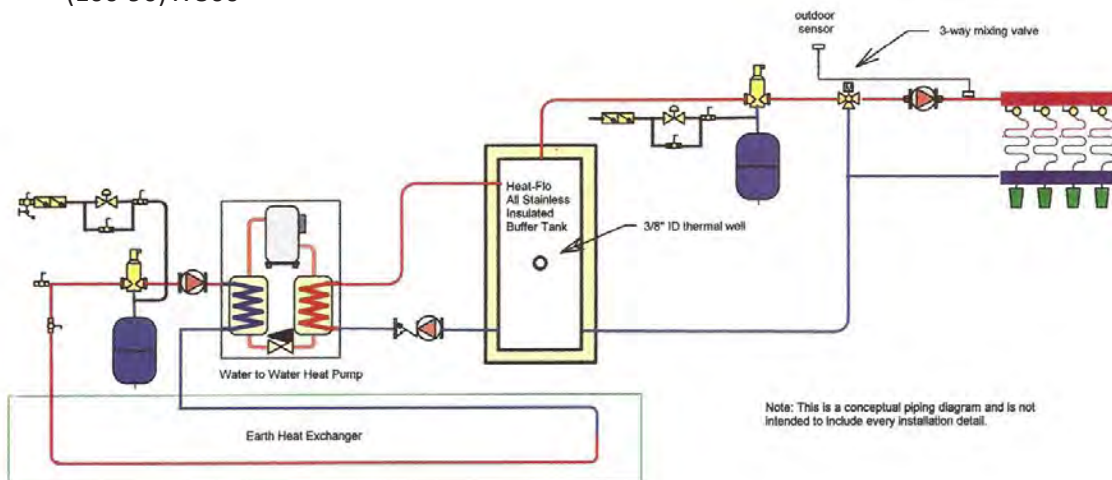 outdoor
sensor
3-way mixing valve
Heat-Flo
All Stainless
Insulated
Buffer Tank
3/8" ID thermal well
Water to Water Heat Pump
Earth Heat Exchanger
Note: This is a conceptual piping diagram and is not
intended to include every installation detail.